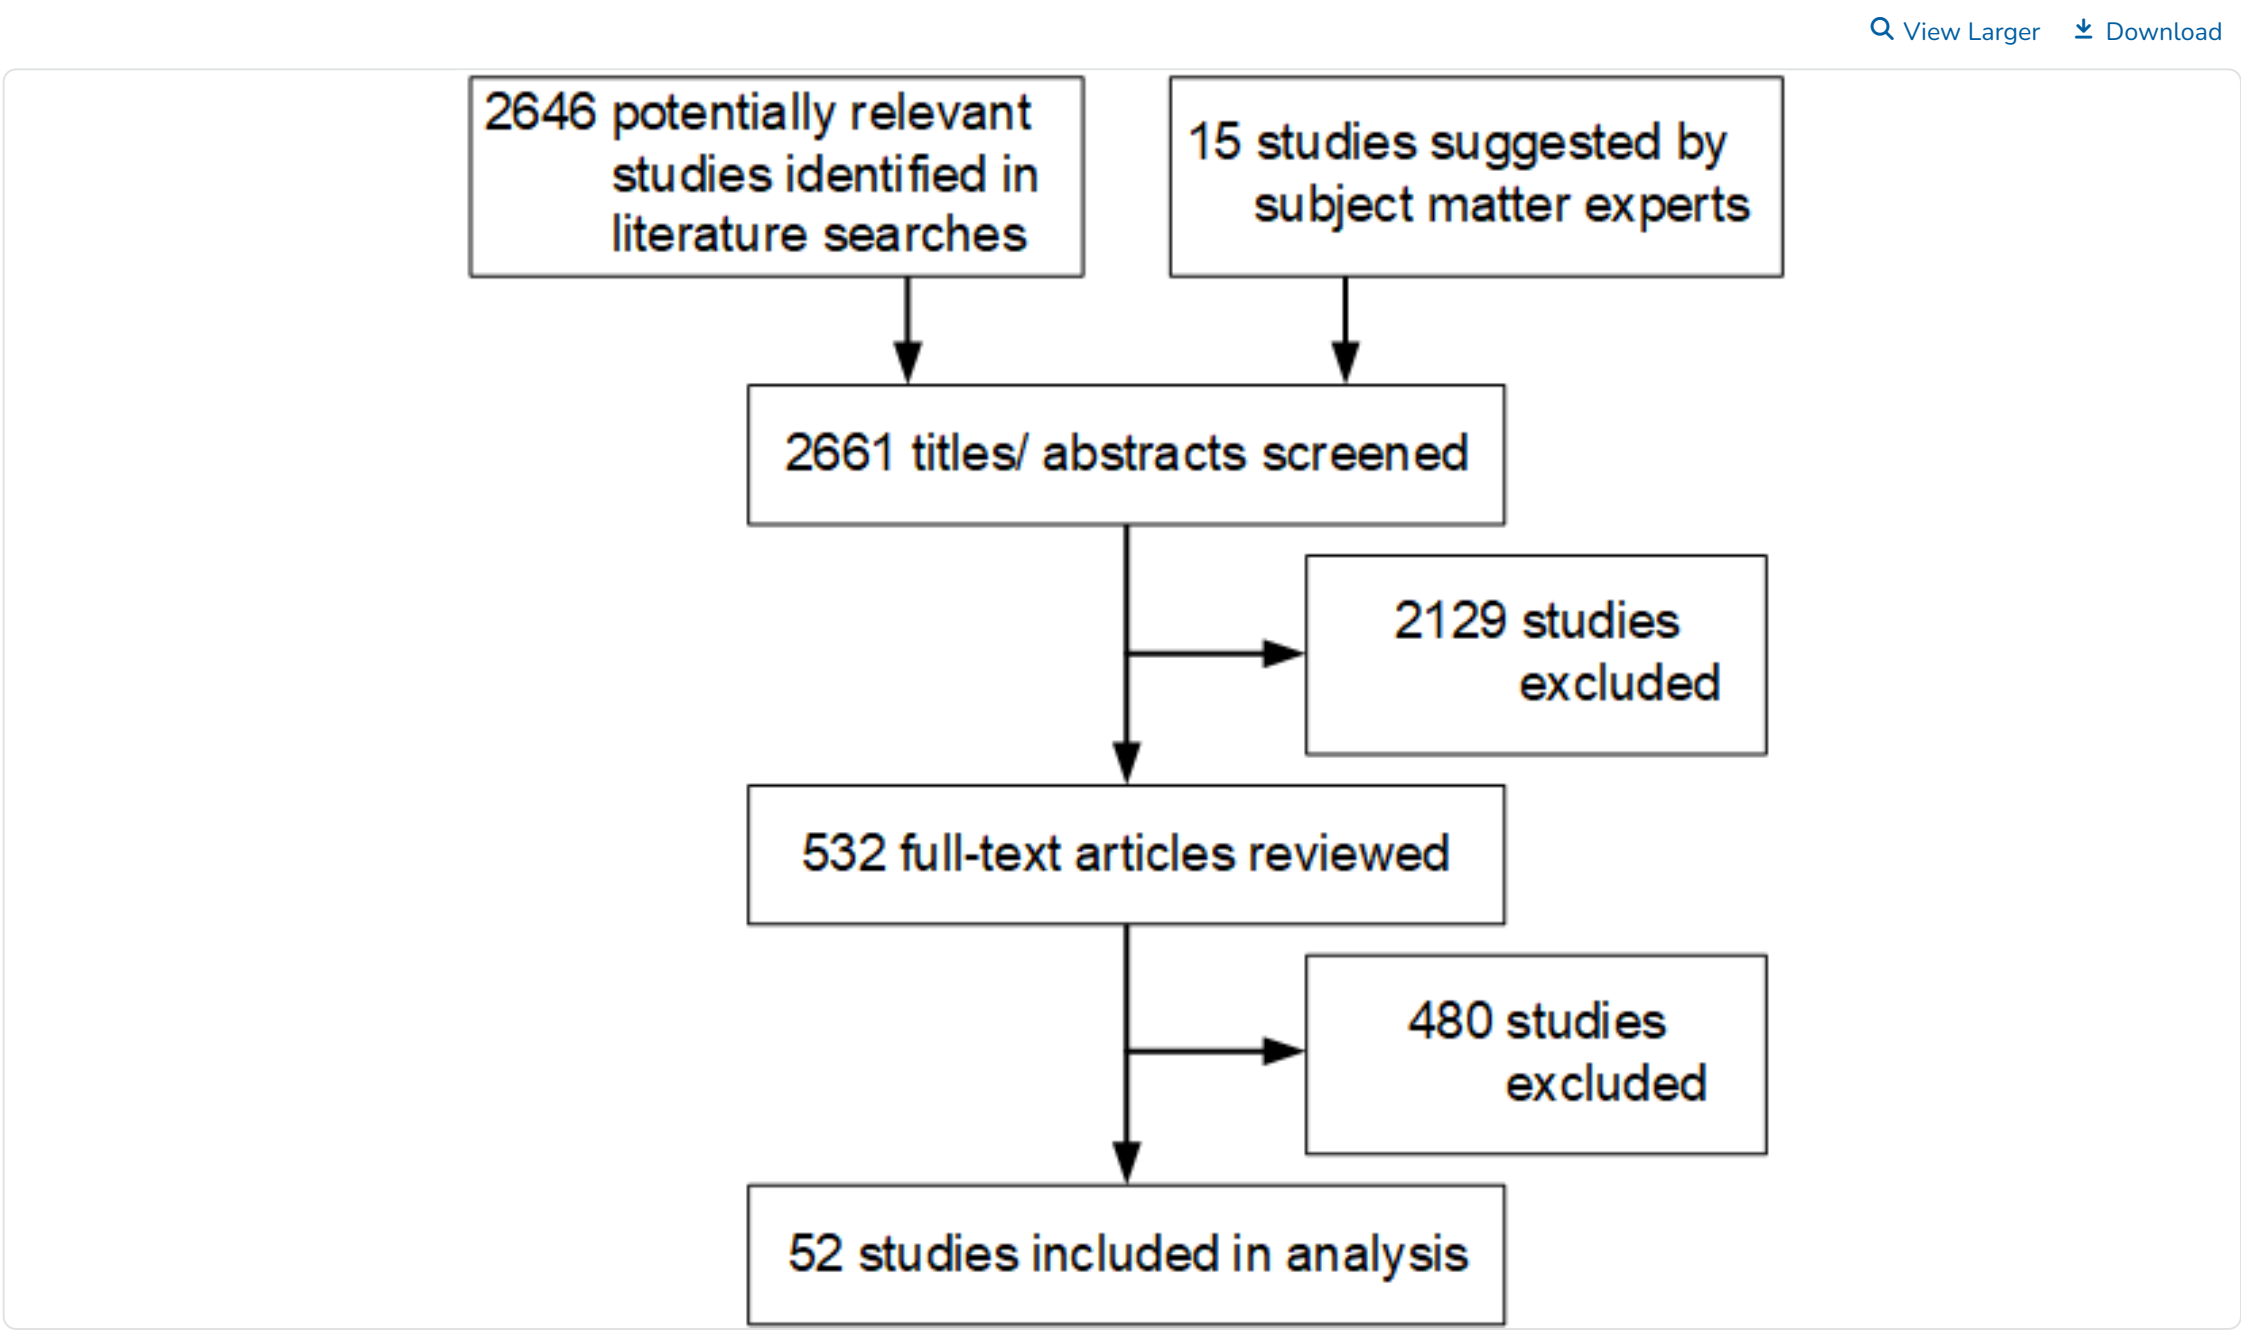 View Larger Download
2646 potentially relevant
studies identified in
literature searches
15 studies suggested by
subject matter experts
2661 titles/ abstracts screened
2129 studies
excluded
532 full-text articles reviewed
480 studies
excluded
52 studies included in analysis